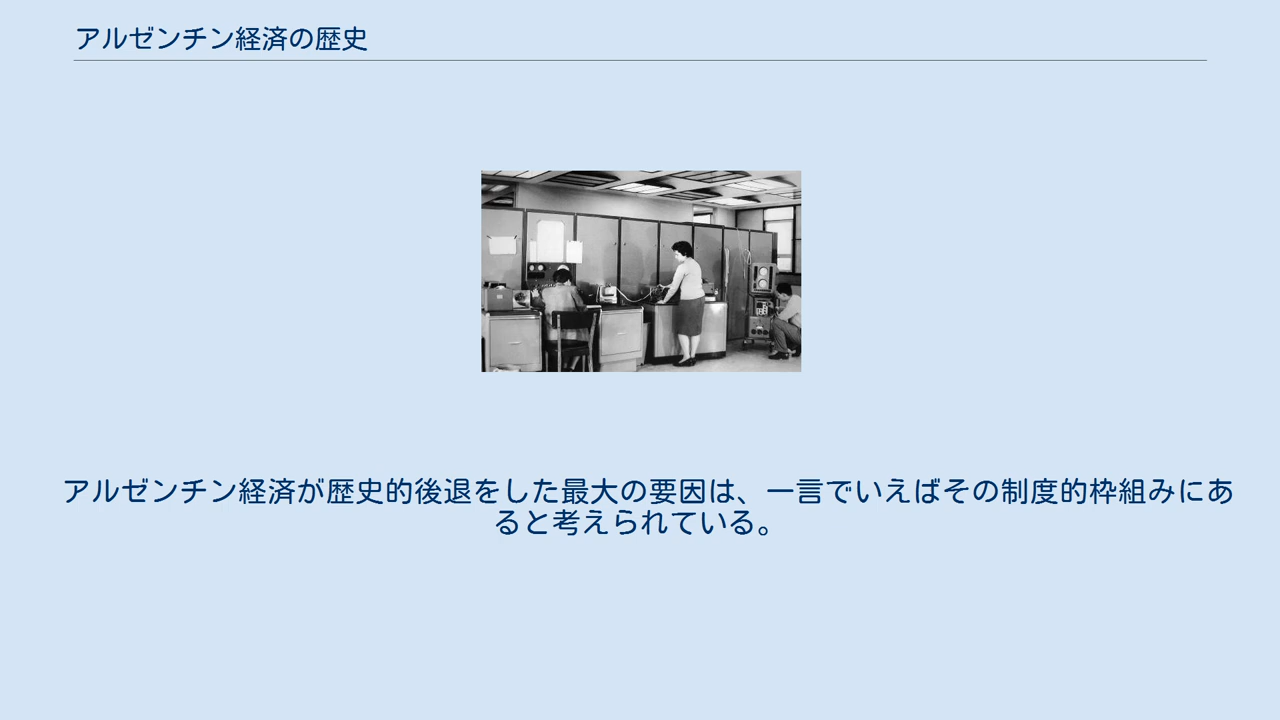 アルゼンチン経済の歴史
アルゼンチン経済が歴史的後退をした最大の要因は、一言でいえばその制度的枠組みにあ
ると考えられている。